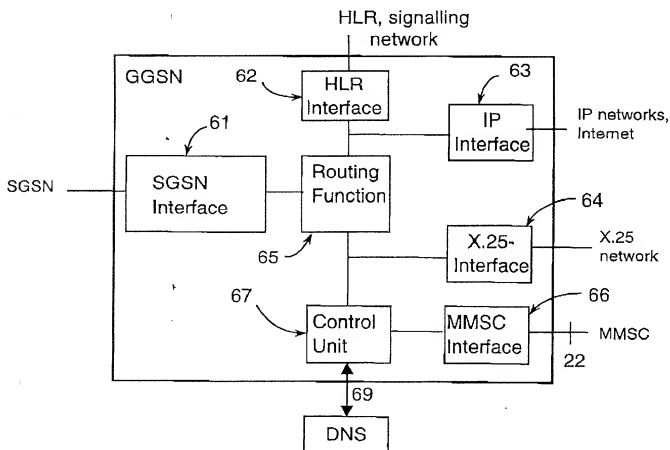 HLR, signalling
network
GGSN
62
HLR
Interface
63
IP
Interface
IP networks,
Internet
61
SGSN
SGSN
Interface
Routing
Function
65
64
X.25-
Interface
X.25
network
67
Control
Unit
66
MMSC
Interface
MMSC
22
69
DNS